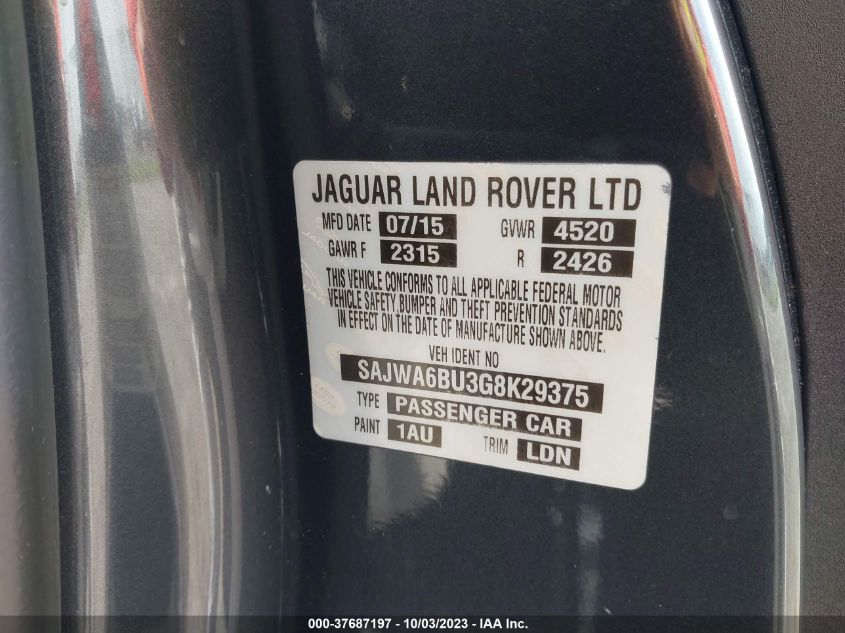 JAGUAR LAND ROVER LTD
MFD DATE 07/15 GVWR 4520
GAWR F 2315 R 2426
THIS VEHICLE CONFORMS TO ALL APPLICABLE FEDERAL MOTOR
VEHICLE SAFETY BUMPER AND THEFT PREVENTION STANDARDS
IN EFFECT ON THE DATE OF MANUFACTURE SHOWN ABOVE.
VEH IDENT NO
SAJWA6BU3G8K29375
TYPE PASSENGER CAR
PAINT 1AU TRIM LDN
000-37687197 - 10/03/2023 - IAA Inc.